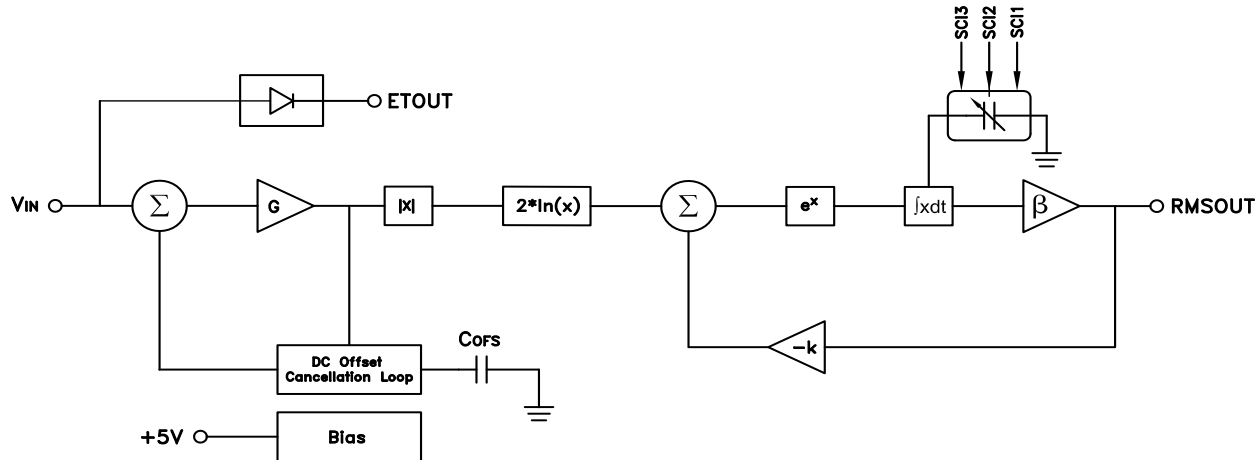 SCI3
SCI2
SCI1
ETOUT
VIN
Σ
G
|X|
2*ln(x)
Σ
e^x
∫xdt
β
RMSOUT
-k
DC Offset
Cancellation Loop
COFS
+5V
Bias